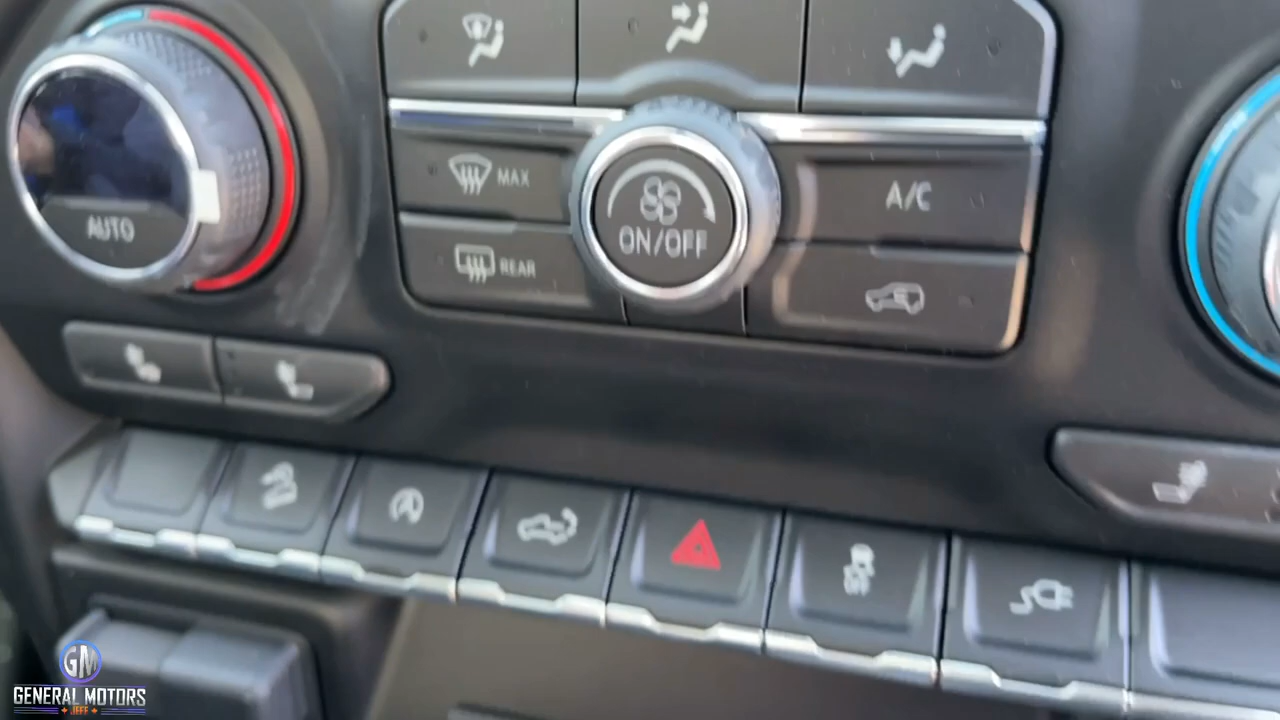 AUTO
MAX
REAR
ON/OFF
A/C
GM
GENERAL MOTORS
.JEFF